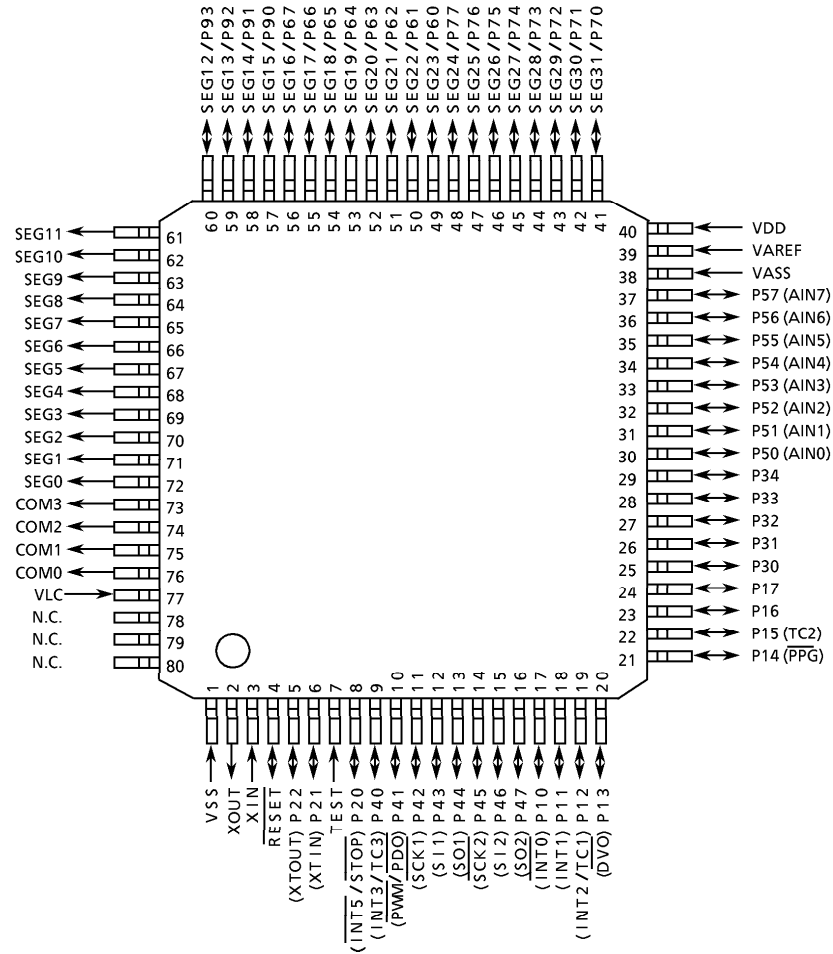 SEG12/P93
SEG13/P92
SEG14/P91
SEG15/P90
SEG16/P67
SEG17/P66
SEG18/P65
SEG19/P64
SEG20/P63
SEG21/P62
SEG22/P61
SEG23/P60
SEG24/P77
SEG25/P76
SEG26/P75
SEG27/P74
SEG28/P73
SEG29/P72
SEG30/P71
SEG31/P70
60
59
58
57
56
55
54
53
52
51
50
49
48
47
46
45
44
43
42
41
SEG11 61
SEG10 62
SEG9 63
SEG8 64
SEG7 65
SEG6 66
SEG5 67
SEG4 68
SEG3 69
SEG2 70
SEG1 71
SEG0 72
COM3 73
COM2 74
COM1 75
COM0 76
VLC 77
N.C. 78
N.C. 79
N.C. 80
40 VDD
39 VAREF
38 VASS
37 P57 (AIN7)
36 P56 (AIN6)
35 P55 (AIN5)
34 P54 (AIN4)
33 P53 (AIN3)
32 P52 (AIN2)
31 P51 (AIN1)
30 P50 (AIN0)
29 P34
28 P33
27 P32
26 P31
25 P30
24 P17
23 P16
22 P15 (TC2)
21 P14 (PPG)
1
2
3
4
5
6
7
8
9
10
11
12
13
14
15
16
17
18
19
20
VSS
XOUT
XIN
RESET
(XTOUT) P22
(XTIN) P21
TEST
(INT5/STOP) P20
(INT3/TC3) P40
(PWM/PDO) P41
(SCK1) P42
(SI1) P43
(SO1) P44
(SCK2) P45
(SI2) P46
(SO2) P47
(INT0) P10
(INT1) P11
(INT2/TC1) P12
(DVO) P13